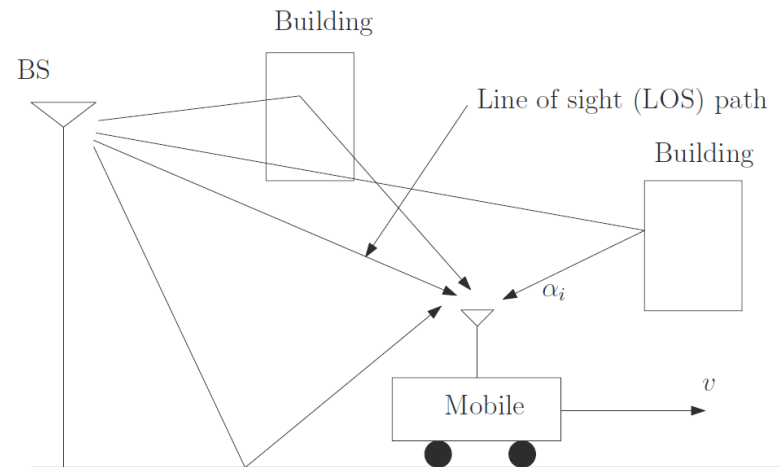 Building
BS
Line of sight (LOS) path
Building
αᵢ
v
Mobile